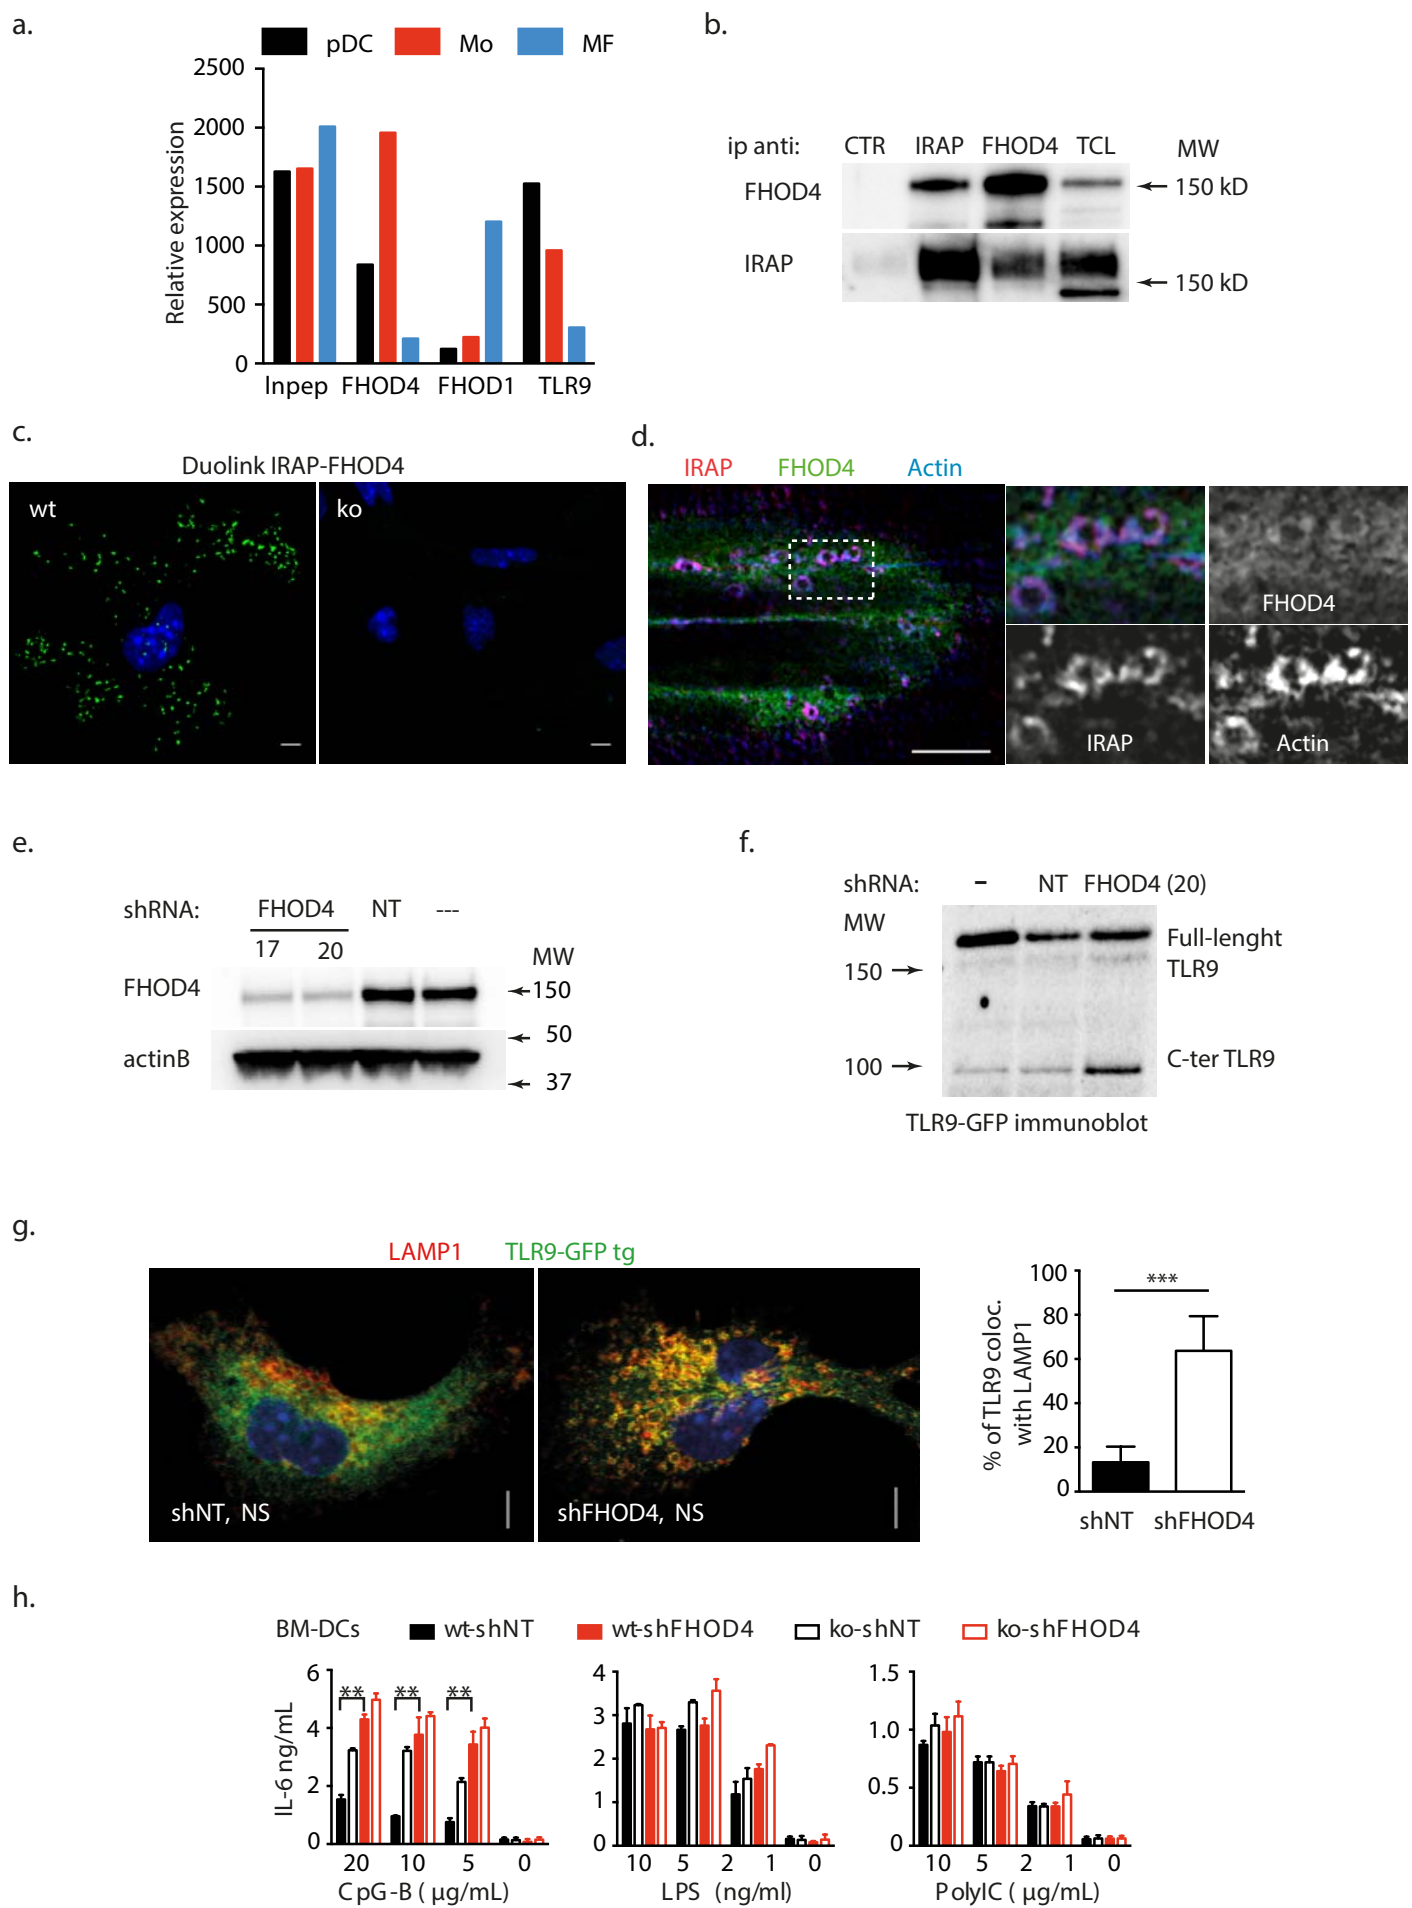 a.
pDC Mo MF
2500
2000
1500
1000
500
0
Relative expression
lnpep FHOD4 FHOD1 TLR9
b.
ip anti: CTR IRAP FHOD4 TCL MW
FHOD4 150 kD
IRAP 150 kD
c.
Duolink IRAP-FHOD4
wt ko
d.
IRAP FHOD4 Actin
FHOD4
IRAP Actin
e.
shRNA: FHOD4 NT ---
17 20 MW
FHOD4 150
50
actinB
37
f.
shRNA: – NT FHOD4 (20)
MW
Full-lenght
TLR9
150
C-ter TLR9
100
TLR9-GFP immunoblot
g.
LAMP1 TLR9-GFP tg
shNT, NS shFHOD4, NS
% of TLR9 coloc.
with LAMP1
100
80
60
40
20
0
***
shNT shFHOD4
h.
BM-DCs wt-shNT wt-shFHOD4 ko-shNT ko-shFHOD4
IL-6 ng/mL
6
4
2
0
** ** **
20 10 5 0
CpG-B ( µg/mL)
4
3
2
1
0
10 5 2 1 0
LPS (ng/ml)
1.5
1.0
0.5
0
10 5 2 1 0
PolyIC ( µg/mL)